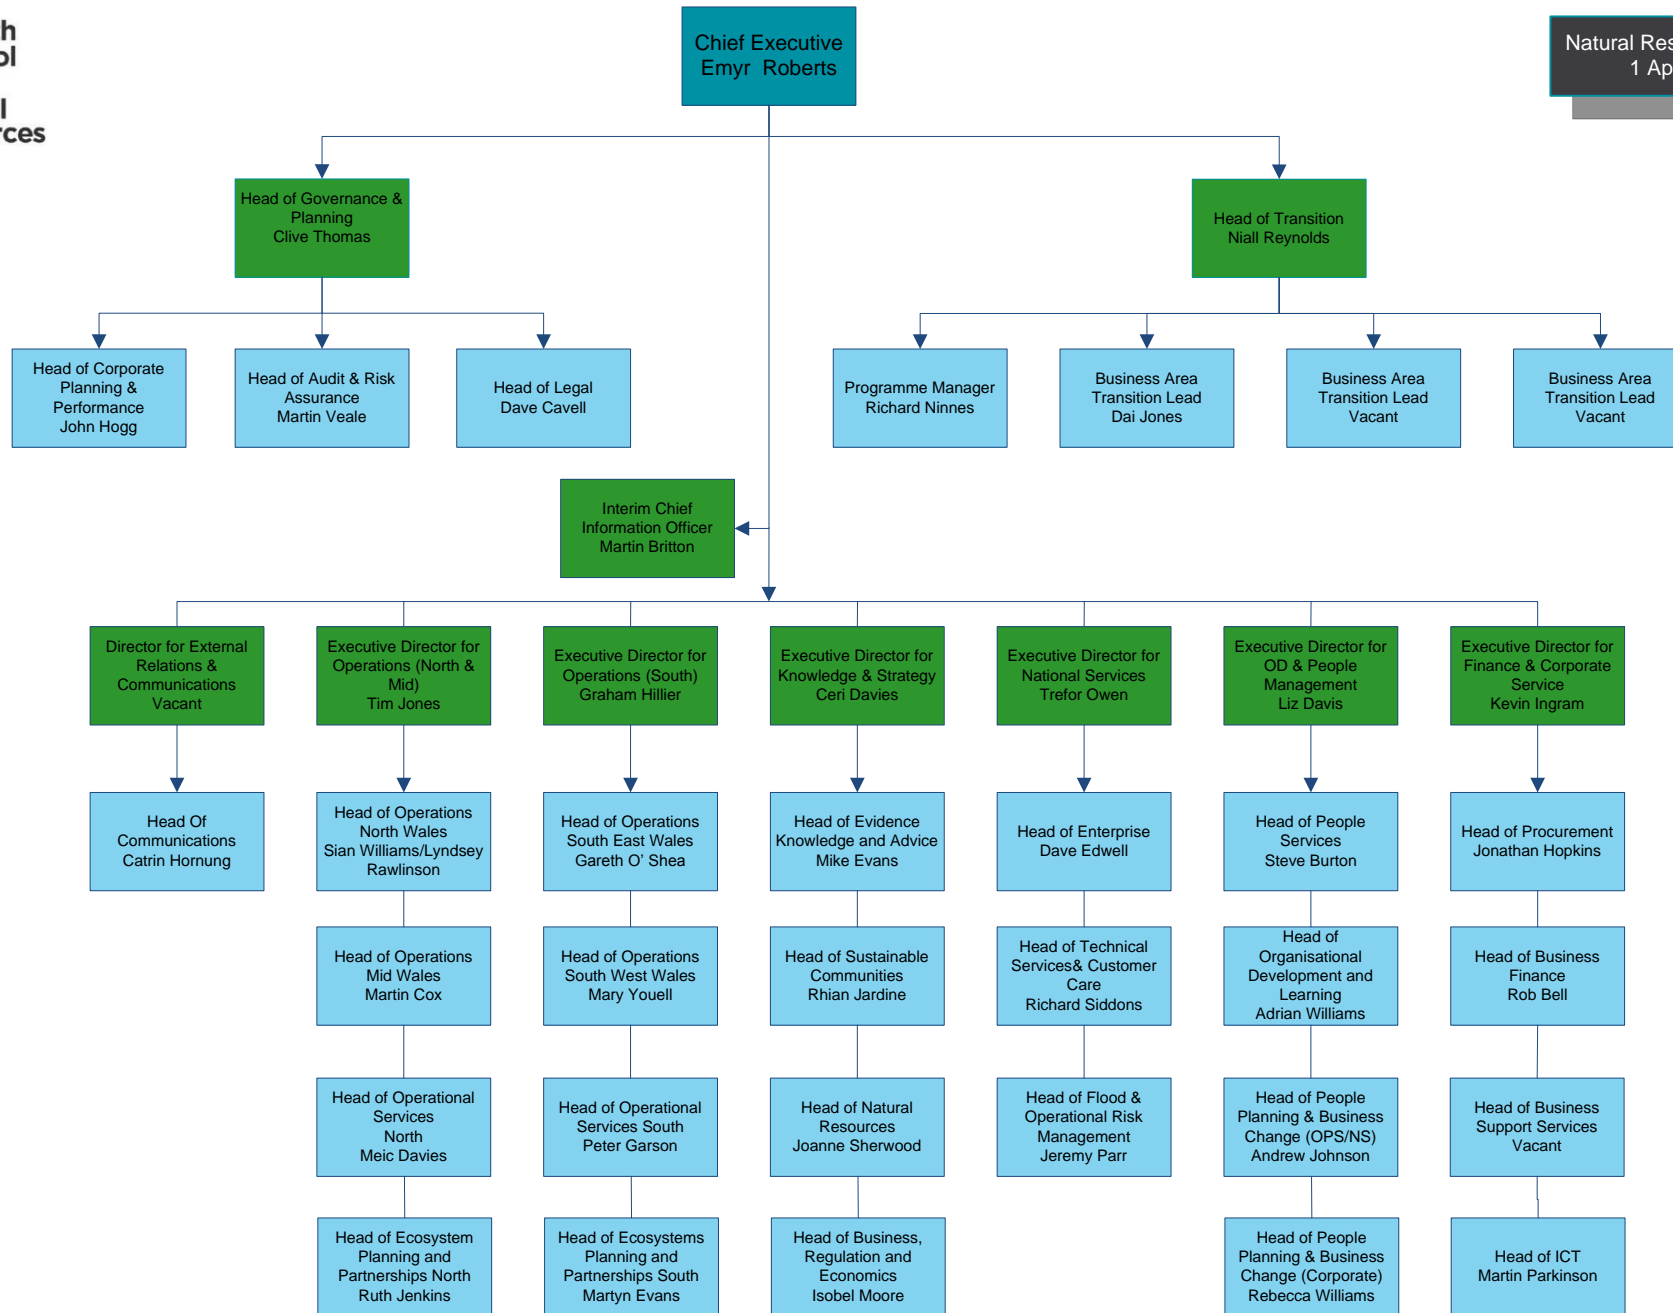 Chief Executive
Emyr Roberts
Head of Governance &
Planning
Clive Thomas
Head of Transition
Niall Reynolds
Head of Corporate
Planning &
Performance
John Hogg
Head of Audit & Risk
Assurance
Martin Veale
Head of Legal
Dave Cavell
Programme Manager
Richard Ninnes
Business Area
Transition Lead
Dai Jones
Business Area
Transition Lead
Vacant
Business Area
Transition Lead
Vacant
Interim Chief
Information Officer
Martin Britton
Director for External
Relations &
Communications
Vacant
Executive Director for
Operations (North &
Mid)
Tim Jones
Executive Director for
Operations (South)
Graham Hillier
Executive Director for
Knowledge & Strategy
Ceri Davies
Executive Director for
National Services
Trefor Owen
Executive Director for
OD & People
Management
Liz Davis
Executive Director for
Finance & Corporate
Service
Kevin Ingram
Head Of
Communications
Catrin Hornung
Head of Operations
North Wales
Sian Williams/Lyndsey
Rawlinson
Head of Operations
South East Wales
Gareth O' Shea
Head of Evidence
Knowledge and Advice
Mike Evans
Head of Enterprise
Dave Edwell
Head of People
Services
Steve Burton
Head of Procurement
Jonathan Hopkins
Head of Operations
Mid Wales
Martin Cox
Head of Operations
South West Wales
Mary Youell
Head of Sustainable
Communities
Rhian Jardine
Head of Technical
Services& Customer
Care
Richard Siddons
Head of
Organisational
Development and
Learning
Adrian Williams
Head of Business
Finance
Rob Bell
Head of Operational
Services
North
Meic Davies
Head of Operational
Services South
Peter Garson
Head of Natural
Resources
Joanne Sherwood
Head of Flood &
Operational Risk
Management
Jeremy Parr
Head of People
Planning & Business
Change (OPS/NS)
Andrew Johnson
Head of Business
Support Services
Vacant
Head of Ecosystem
Planning and
Partnerships North
Ruth Jenkins
Head of Ecosystems
Planning and
Partnerships South
Martyn Evans
Head of Business,
Regulation and
Economics
Isobel Moore
Head of People
Planning & Business
Change (Corporate)
Rebecca Williams
Head of ICT
Martin Parkinson
Natural
1